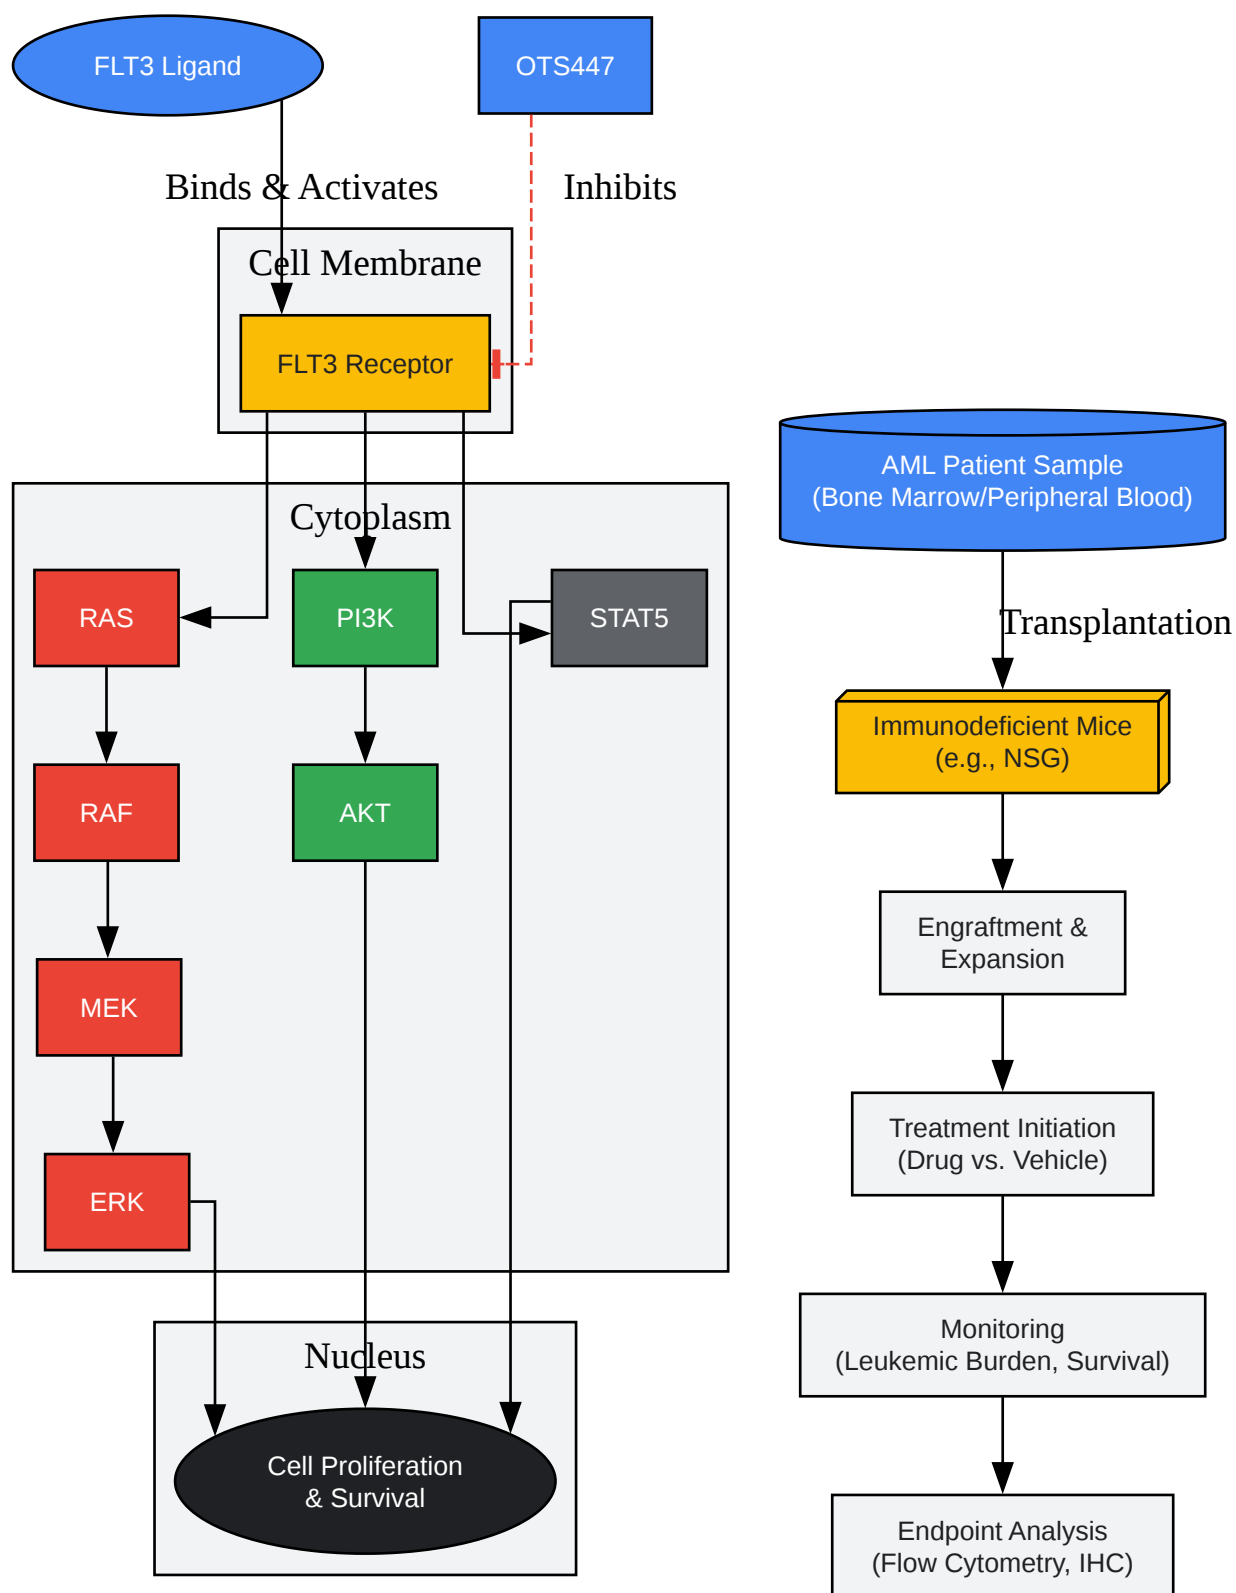 FLT3 Ligand
OTS447
Binds & Activates
Inhibits
Cell Membrane
FLT3 Receptor
Cytoplasm
RAS
PI3K
STAT5
RAF
AKT
MEK
ERK
Nucleus
Cell Proliferation
& Survival
AML Patient Sample
(Bone Marrow/Peripheral Blood)
Transplantation
Immunodeficient Mice
(e.g., NSG)
Engraftment &
Expansion
Treatment Initiation
(Drug vs. Vehicle)
Monitoring
(Leukemic Burden, Survival)
Endpoint Analysis
(Flow Cytometry, IHC)